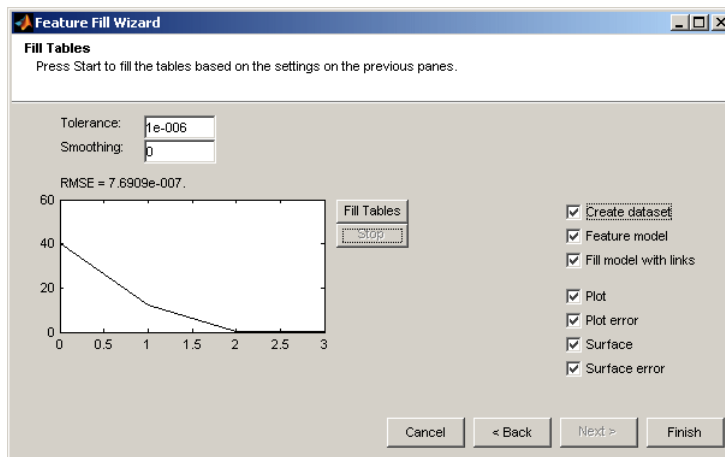 Feature Fill Wizard
Fill Tables
Press Start to fill the tables based on the settings on the previous panes.
Tolerance: 1e-006
Smoothing: 0
RMSE = 7.6909e-007.
60
40
20
0
0 0.5 1 1.5 2 2.5 3
Fill Tables
Stop
Create dataset
Feature model
Fill model with links
Plot
Plot error
Surface
Surface error
Cancel < Back Next > Finish